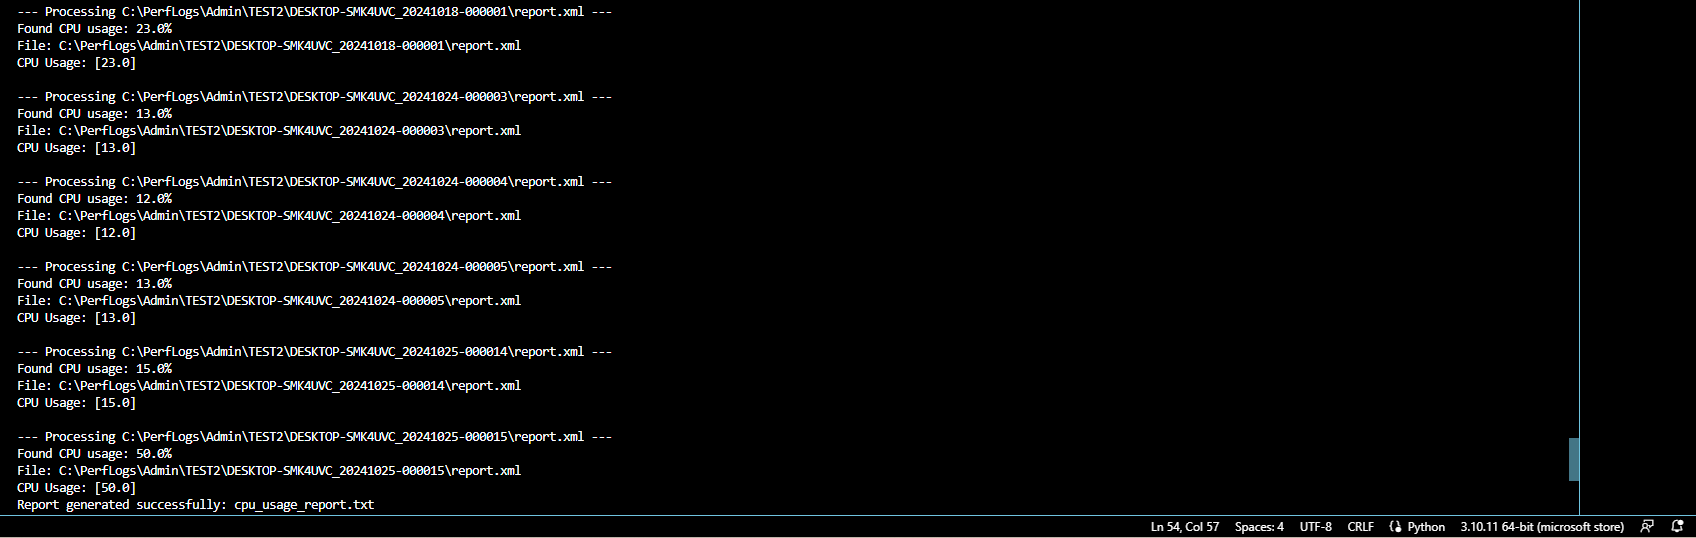 --- Processing C:\PerfLogs\Admin\TEST2\DESKTOP-SMK4UVC_20241018-000001\report.xml ---
Found CPU usage: 23.0%
File: C:\PerfLogs\Admin\TEST2\DESKTOP-SMK4UVC_20241018-000001\report.xml
CPU Usage: [23.0]
--- Processing C:\PerfLogs\Admin\TEST2\DESKTOP-SMK4UVC_20241024-000003\report.xml ---
Found CPU usage: 13.0%
File: C:\PerfLogs\Admin\TEST2\DESKTOP-SMK4UVC_20241024-000003\report.xml
CPU Usage: [13.0]
--- Processing C:\PerfLogs\Admin\TEST2\DESKTOP-SMK4UVC_20241024-000004\report.xml ---
Found CPU usage: 12.0%
File: C:\PerfLogs\Admin\TEST2\DESKTOP-SMK4UVC_20241024-000004\report.xml
CPU Usage: [12.0]
--- Processing C:\PerfLogs\Admin\TEST2\DESKTOP-SMK4UVC_20241024-000005\report.xml ---
Found CPU usage: 13.0%
File: C:\PerfLogs\Admin\TEST2\DESKTOP-SMK4UVC_20241024-000005\report.xml
CPU Usage: [13.0]
--- Processing C:\PerfLogs\Admin\TEST2\DESKTOP-SMK4UVC_20241025-000014\report.xml ---
Found CPU usage: 15.0%
File: C:\PerfLogs\Admin\TEST2\DESKTOP-SMK4UVC_20241025-000014\report.xml
CPU Usage: [15.0]
--- Processing C:\PerfLogs\Admin\TEST2\DESKTOP-SMK4UVC_20241025-000015\report.xml ---
Found CPU usage: 50.0%
File: C:\PerfLogs\Admin\TEST2\DESKTOP-SMK4UVC_20241025-000015\report.xml
CPU Usage: [50.0]
Report generated successfully: cpu_usage_report.txt
Ln 54, Col 57 Spaces: 4 UTF-8 CRLF Python 3.10.11 64-bit (microsoft store)